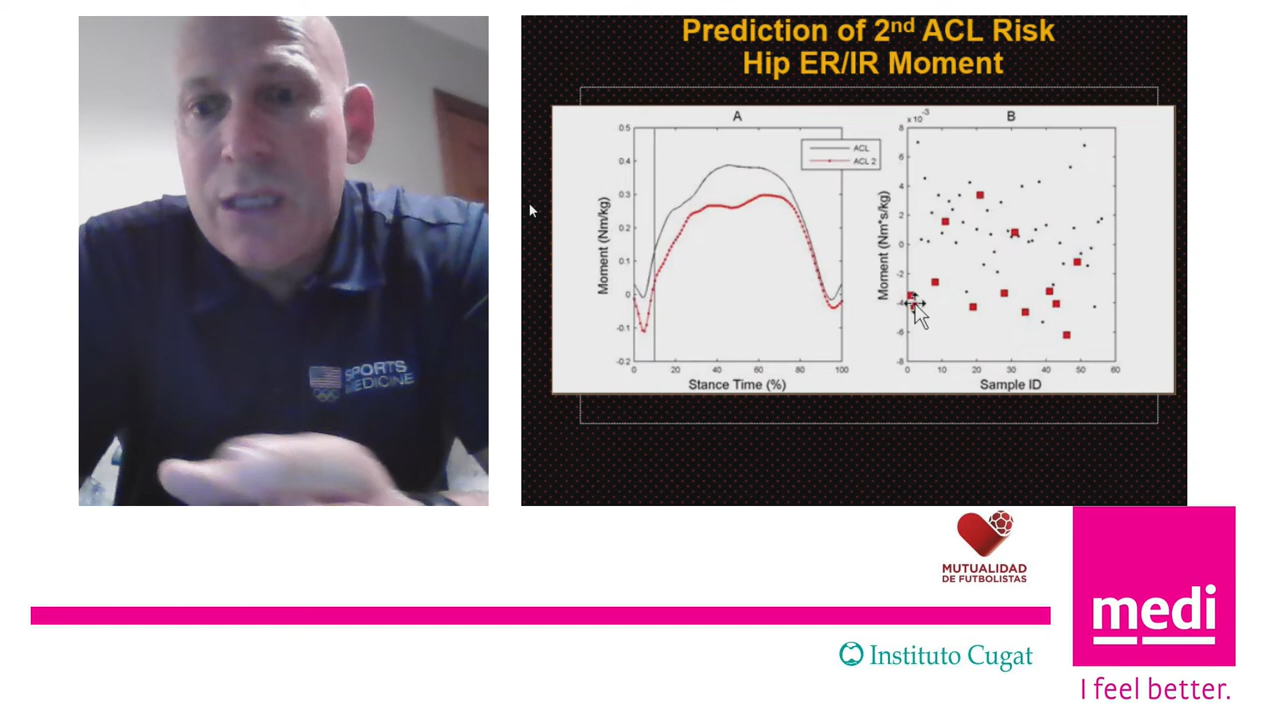 Prediction of 2nd ACL Risk
Hip ER/IR Moment
A
0.5
0.4
0.3
0.2
0.1
0
-0.1
-0.2
Moment (Nm/kg)
0 20 40 60 80 100
Stance Time (%)
ACL
ACL 2
B
x 10-3
8
6
4
2
0
-2
-4
-6
-8
Moment (Nm*s/kg)
0 10 20 30 40 50 60
Sample ID
SPORTS
MEDICINE
MUTUALIDAD
DE FUTBOLISTAS
medi
Instituto Cugat
I feel better.